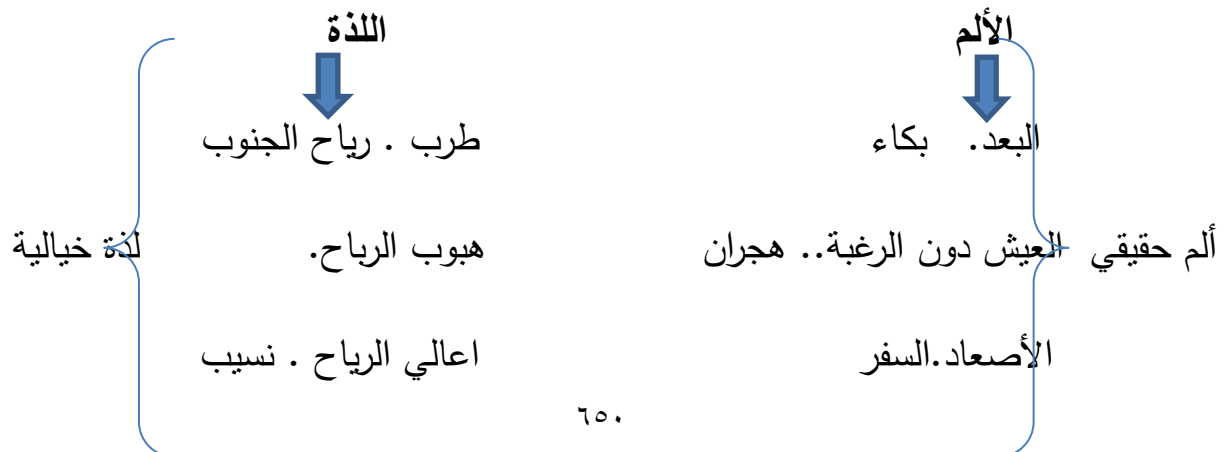 الألم اللذة
البعد. بكاء طرب . رياح الجنوب
ألم حقيقي العيش دون الرغبة.. هجران هبوب الرياح. لذة خيالية
الأصعاد.السفر اعالي الرياح . نسيب
٦٥٠